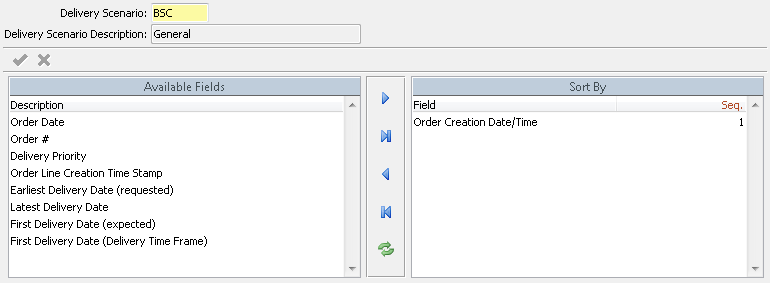 Delivery Scenario: BSC
Delivery Scenario Description: General
Available Fields
Description
Order Date
Order #
Delivery Priority
Order Line Creation Time Stamp
Earliest Delivery Date (requested)
Latest Delivery Date
First Delivery Date (expected)
First Delivery Date (Delivery Time Frame)
Sort By
Field Seq.
Order Creation Date/Time 1